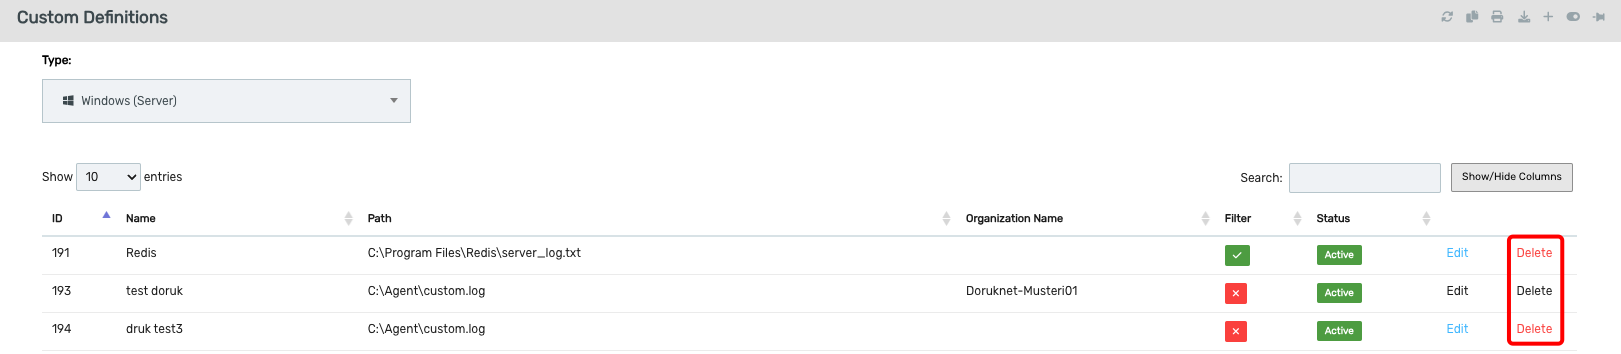 Custom Definitions
Type:
Windows (Server)
Show 10 entries
Search: Show/Hide Columns
ID Name Path Organization Name Filter Status
191 Redis C:\Program Files\Redis\server_log.txt Active Edit Delete
193 test doruk C:\Agent\custom.log Doruknet-Musteri01 Active Edit Delete
194 druk test3 C:\Agent\custom.log Active Edit Delete